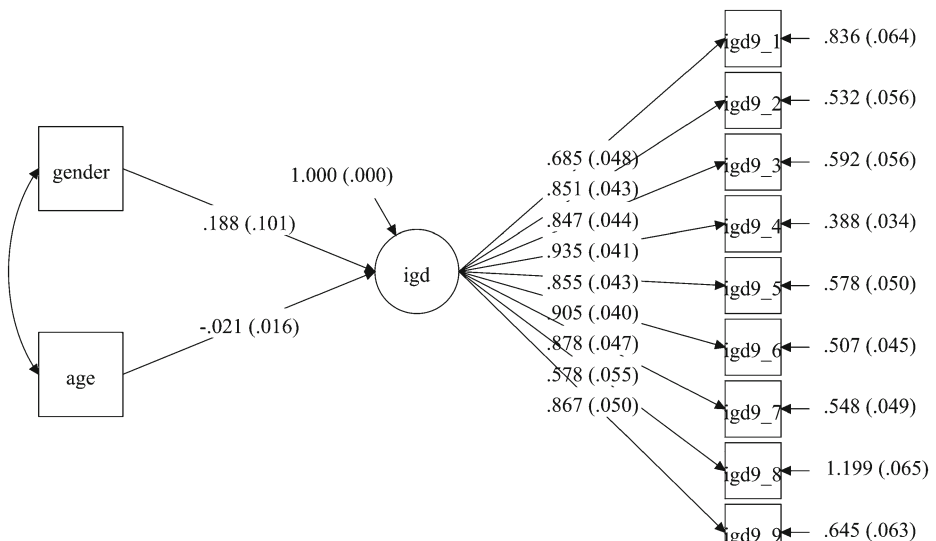 gender
age
.188 (.101)
-.021 (.016)
1.000 (.000)
igd
.685 (.048)
.851 (.043)
.847 (.044)
.935 (.041)
.855 (.043)
.905 (.040)
.878 (.047)
.578 (.055)
.867 (.050)
igd9_1 .836 (.064)
igd9_2 .532 (.056)
igd9_3 .592 (.056)
igd9_4 .388 (.034)
igd9_5 .578 (.050)
igd9_6 .507 (.045)
igd9_7 .548 (.049)
igd9_8 1.199 (.065)
igd9_9 .645 (.063)